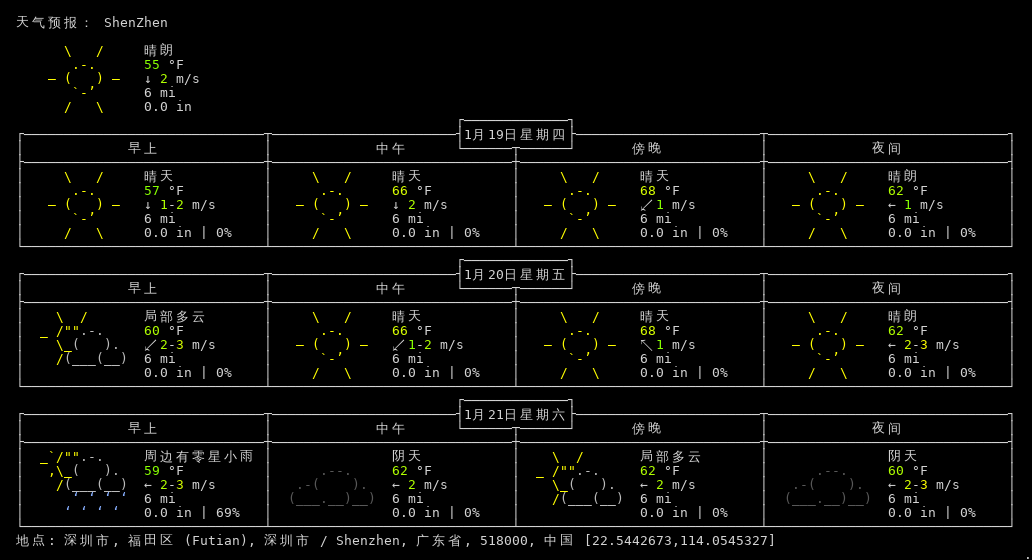 天气预报： ShenZhen
晴朗
55 °F
↓ 2 m/s
6 mi
0.0 in
1月19日星期四
早上 中午 傍晚 夜间
晴天 晴天 晴天 晴朗
57 °F 66 °F 68 °F 62 °F
↓ 1-2 m/s ↓ 2 m/s ↙ 1 m/s ← 1 m/s
6 mi 6 mi 6 mi 6 mi
0.0 in | 0% 0.0 in | 0% 0.0 in | 0% 0.0 in | 0%
1月20日星期五
早上 中午 傍晚 夜间
局部多云 晴天 晴天 晴朗
60 °F 66 °F 68 °F 62 °F
↙ 2-3 m/s ↙ 1-2 m/s ↖ 1 m/s ← 2-3 m/s
6 mi 6 mi 6 mi 6 mi
0.0 in | 0% 0.0 in | 0% 0.0 in | 0% 0.0 in | 0%
1月21日星期六
早上 中午 傍晚 夜间
周边有零星小雨 阴天 局部多云 阴天
59 °F 62 °F 62 °F 60 °F
← 2-3 m/s ← 2 m/s ← 2 m/s ← 2-3 m/s
6 mi 6 mi 6 mi 6 mi
0.0 in | 69% 0.0 in | 0% 0.0 in | 0% 0.0 in | 0%
地点: 深圳市, 福田区 (Futian), 深圳市 / Shenzhen, 广东省, 518000, 中国 [22.5442673,114.0545327]